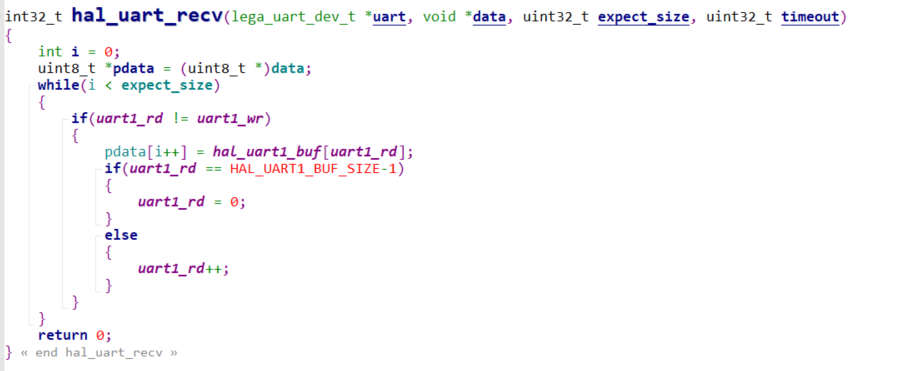 int32_t hal_uart_recv(lega_uart_dev_t *uart, void *data, uint32_t expect_size, uint32_t timeout)
{
    int i = 0;
    uint8_t *pdata = (uint8_t *)data;
    while(i < expect_size)
    {
        if(uart1_rd != uart1_wr)
        {
            pdata[i++] = hal_uart1_buf[uart1_rd];
            if(uart1_rd == HAL_UART1_BUF_SIZE-1)
            {
                uart1_rd = 0;
            }
            else
            {
                uart1_rd++;
            }
        }
    }
    return 0;
} « end hal_uart_recv »